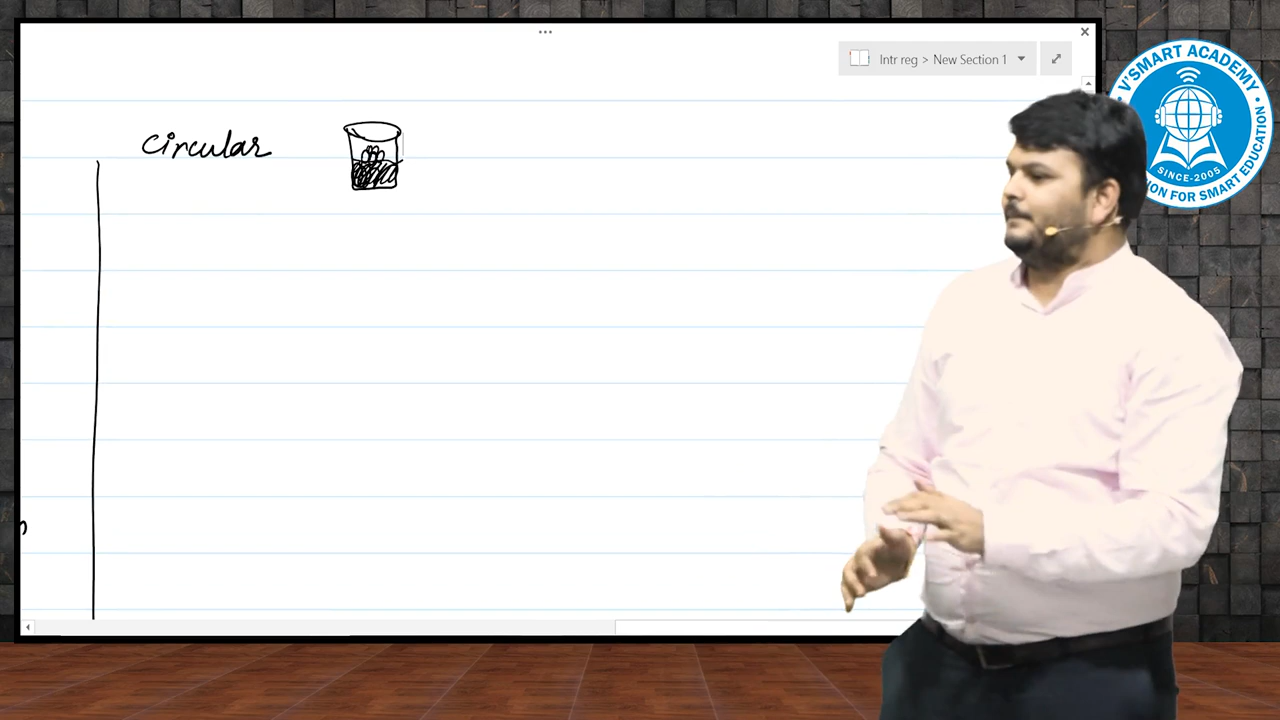 Intr reg > New Section 1
circular
V'SMART ACADEMY
SINCE-2005
ION FOR SMART EDUCATION